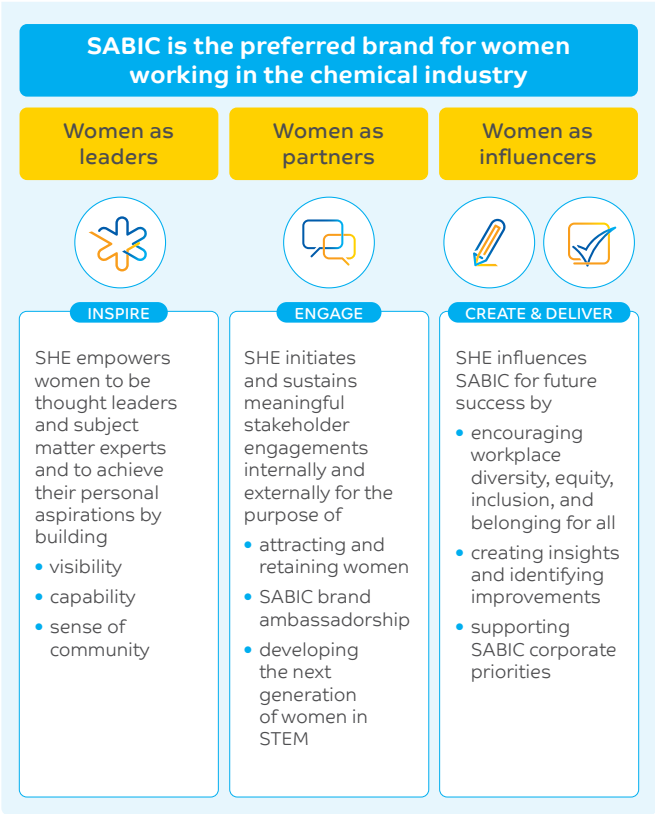 SABIC is the preferred brand for women
working in the chemical industry
Women as
leaders
Women as
partners
Women as
influencers
INSPIRE
SHE empowers
women to be
thought leaders
and subject
matter experts
and to achieve
their personal
aspirations by
building
• visibility
• capability
• sense of
community
ENGAGE
SHE initiates
and sustains
meaningful
stakeholder
engagements
internally and
externally for the
purpose of
• attracting and
retaining women
• SABIC brand
ambassadorship
• developing
the next
generation
of women in
STEM
CREATE & DELIVER
SHE influences
SABIC for future
success by
• encouraging
workplace
diversity, equity,
inclusion, and
belonging for all
• creating insights
and identifying
improvements
• supporting
SABIC corporate
priorities